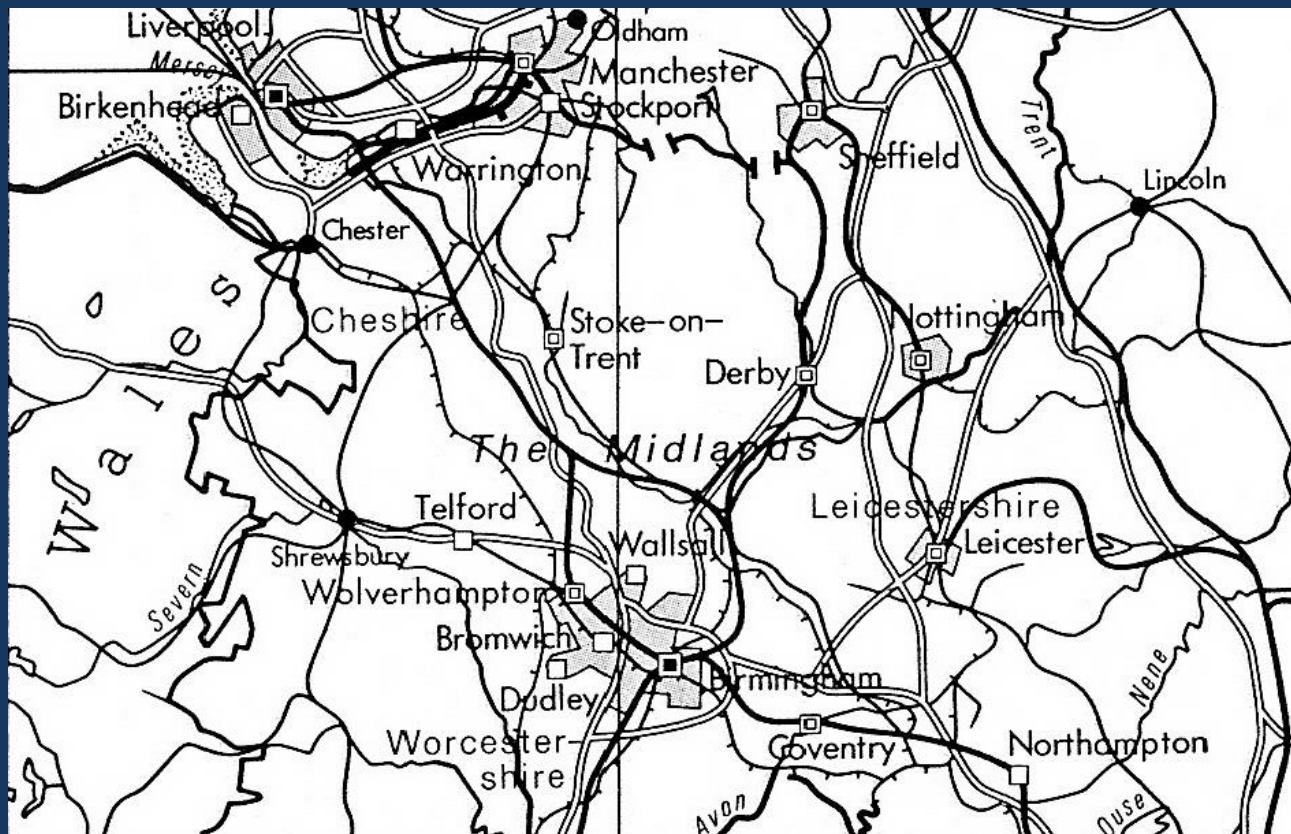 Liverpool
Oldham
Mersey
Manchester
Birkenhead
Stockport
Trent
Warrington
Sheffield
Lincoln
Chester
Wales
Cheshire
Stoke-on-
Trent
Nottingham
Derby
The Midlands
Telford
Leicestershire
Wallsall
Leicester
Shrewsbury
Severn
Wolverhampton
Bromwich
Dudley
Birmingham
Nene
Worcester-
shire
Coventry
Northampton
Avon
Ouse